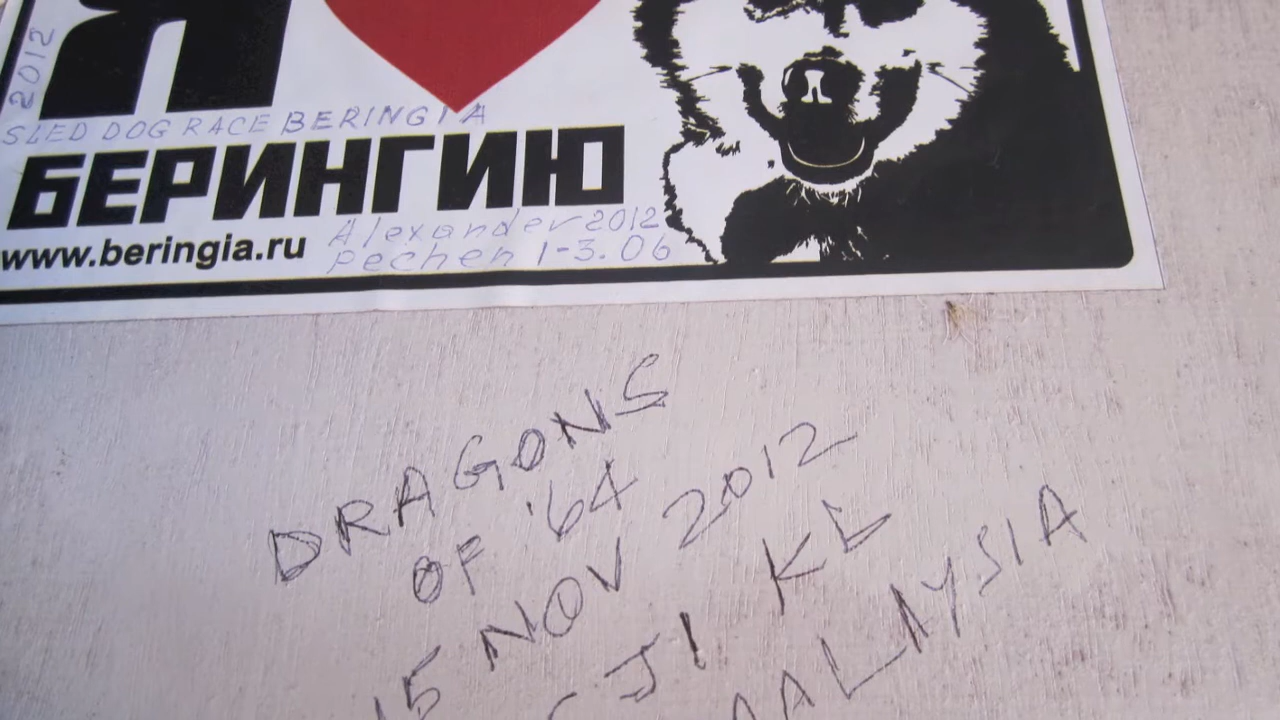 Я
2012
SLED DOG RACE BERINGIA
БЕРИНГИЮ
www.beringia.ru
Alexander 2012
pechen 1-3.06
DRAGONS
OF '64
15 NOV 2012
SJI KL
MALAYSIA